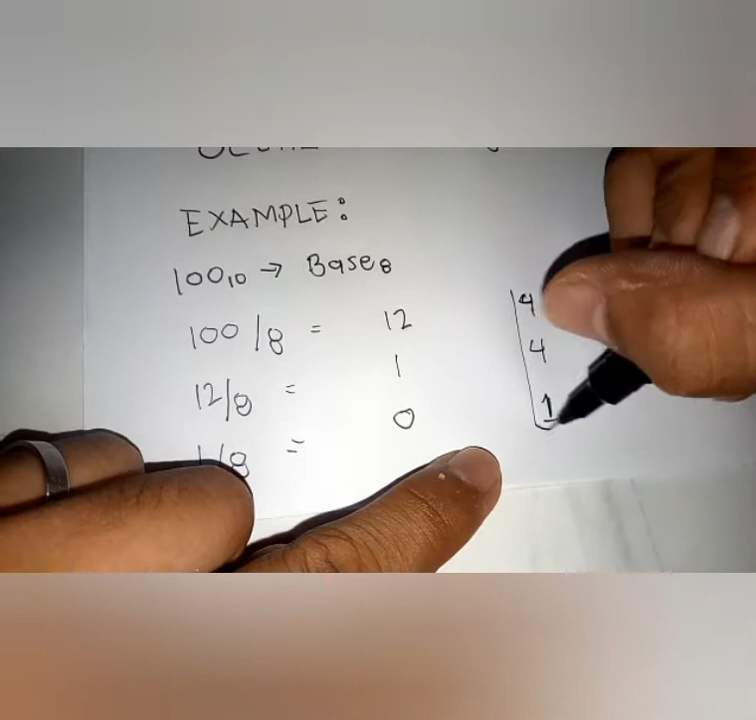 EXAMPLE:
100₁₀ → Base₈
100/8 = 12 4
12/8 = 1 4
1/8 = 0 1